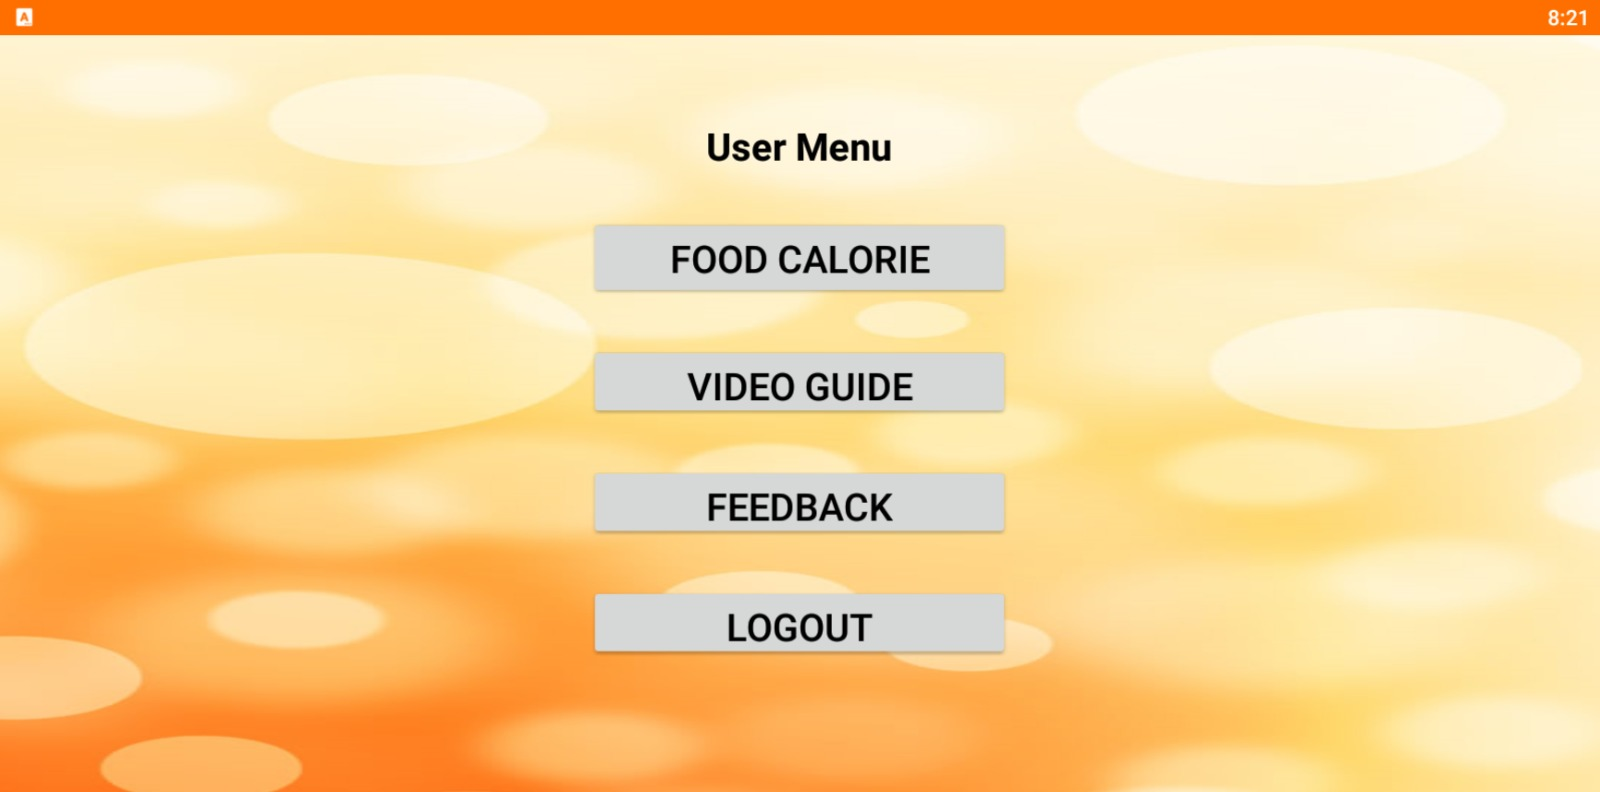 8:21
User Menu
FOOD CALORIE
VIDEO GUIDE
FEEDBACK
LOGOUT